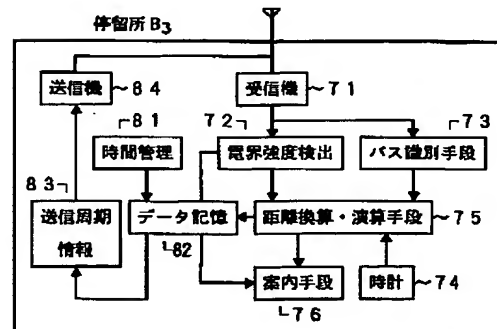 停留所B3
送信機 ~84
受信機 ~71
81
72
73
時間管理
電界強度検出
バス識別手段
83
送信周期情報
データ記憶
距離換算・演算手段 ~75
82
案内手段
時計 ~74
76